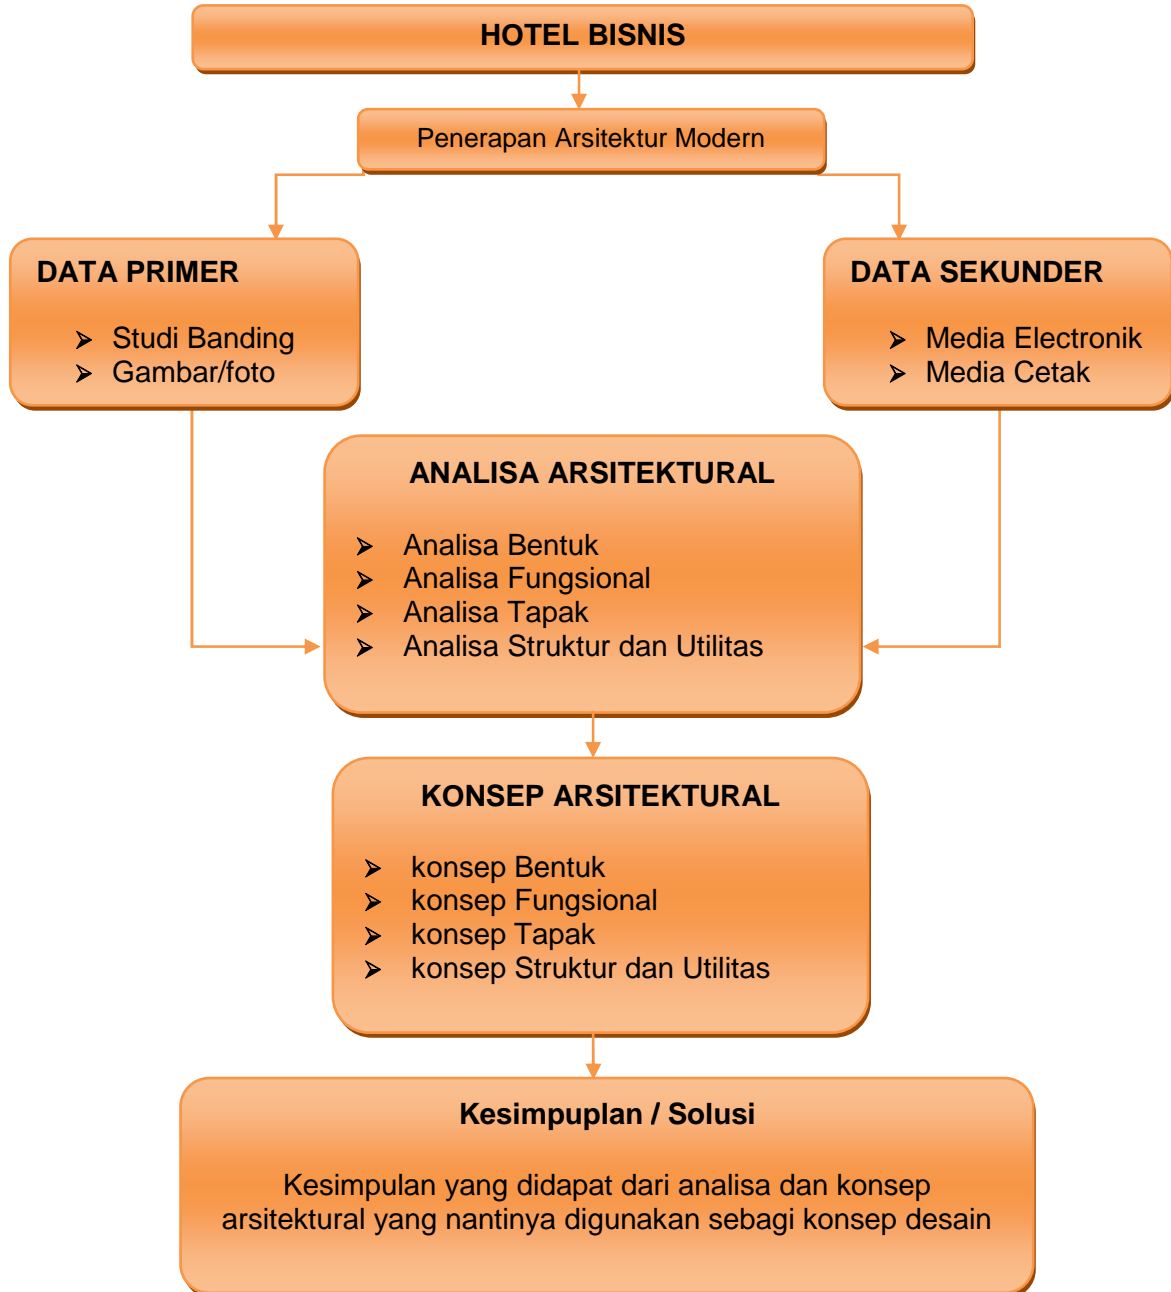 HOTEL BISNIS
Penerapan Arsitektur Modern
DATA PRIMER
➢ Studi Banding
➢ Gambar/foto
DATA SEKUNDER
➢ Media Electronik
➢ Media Cetak
ANALISA ARSITEKTURAL
➢ Analisa Bentuk
➢ Analisa Fungsional
➢ Analisa Tapak
➢ Analisa Struktur dan Utilitas
KONSEP ARSITEKTURAL
➢ konsep Bentuk
➢ konsep Fungsional
➢ konsep Tapak
➢ konsep Struktur dan Utilitas
Kesimpuplan / Solusi
Kesimpulan yang didapat dari analisa dan konsep
arsitektural yang nantinya digunakan sebagi konsep desain